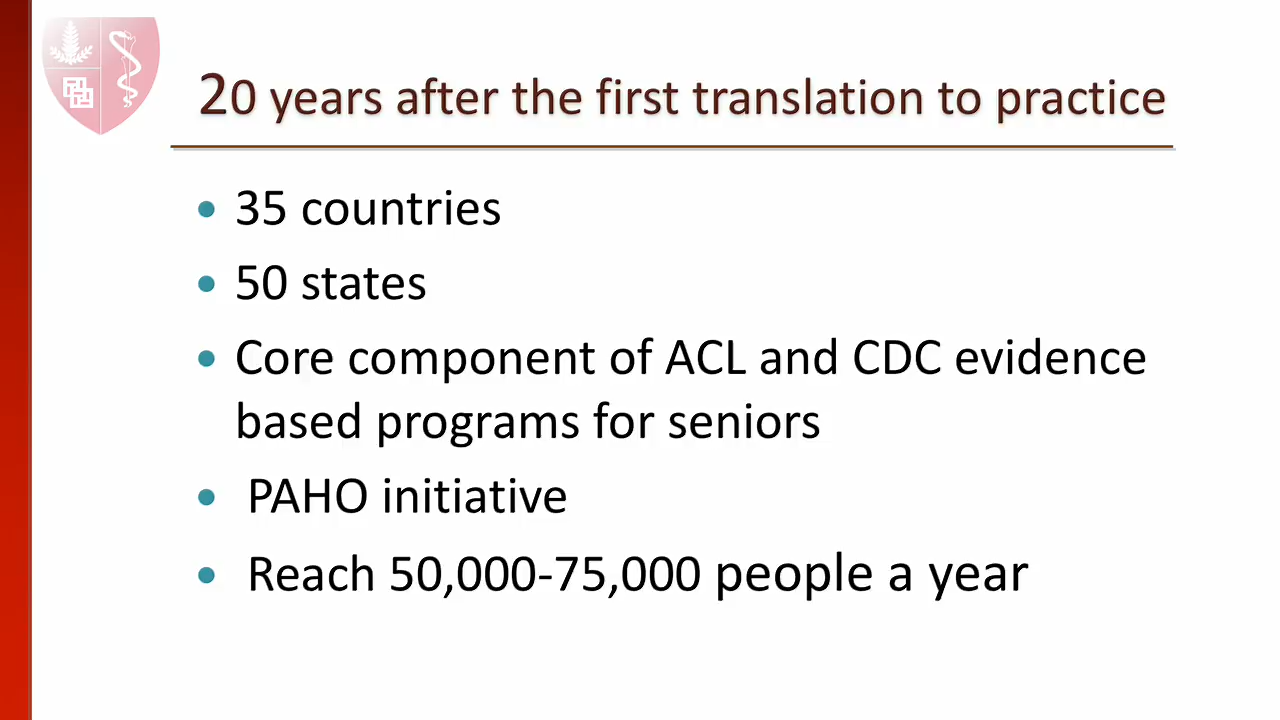 20 years after the first translation to practice
• 35 countries
• 50 states
• Core component of ACL and CDC evidence
based programs for seniors
• PAHO initiative
• Reach 50,000-75,000 people a year